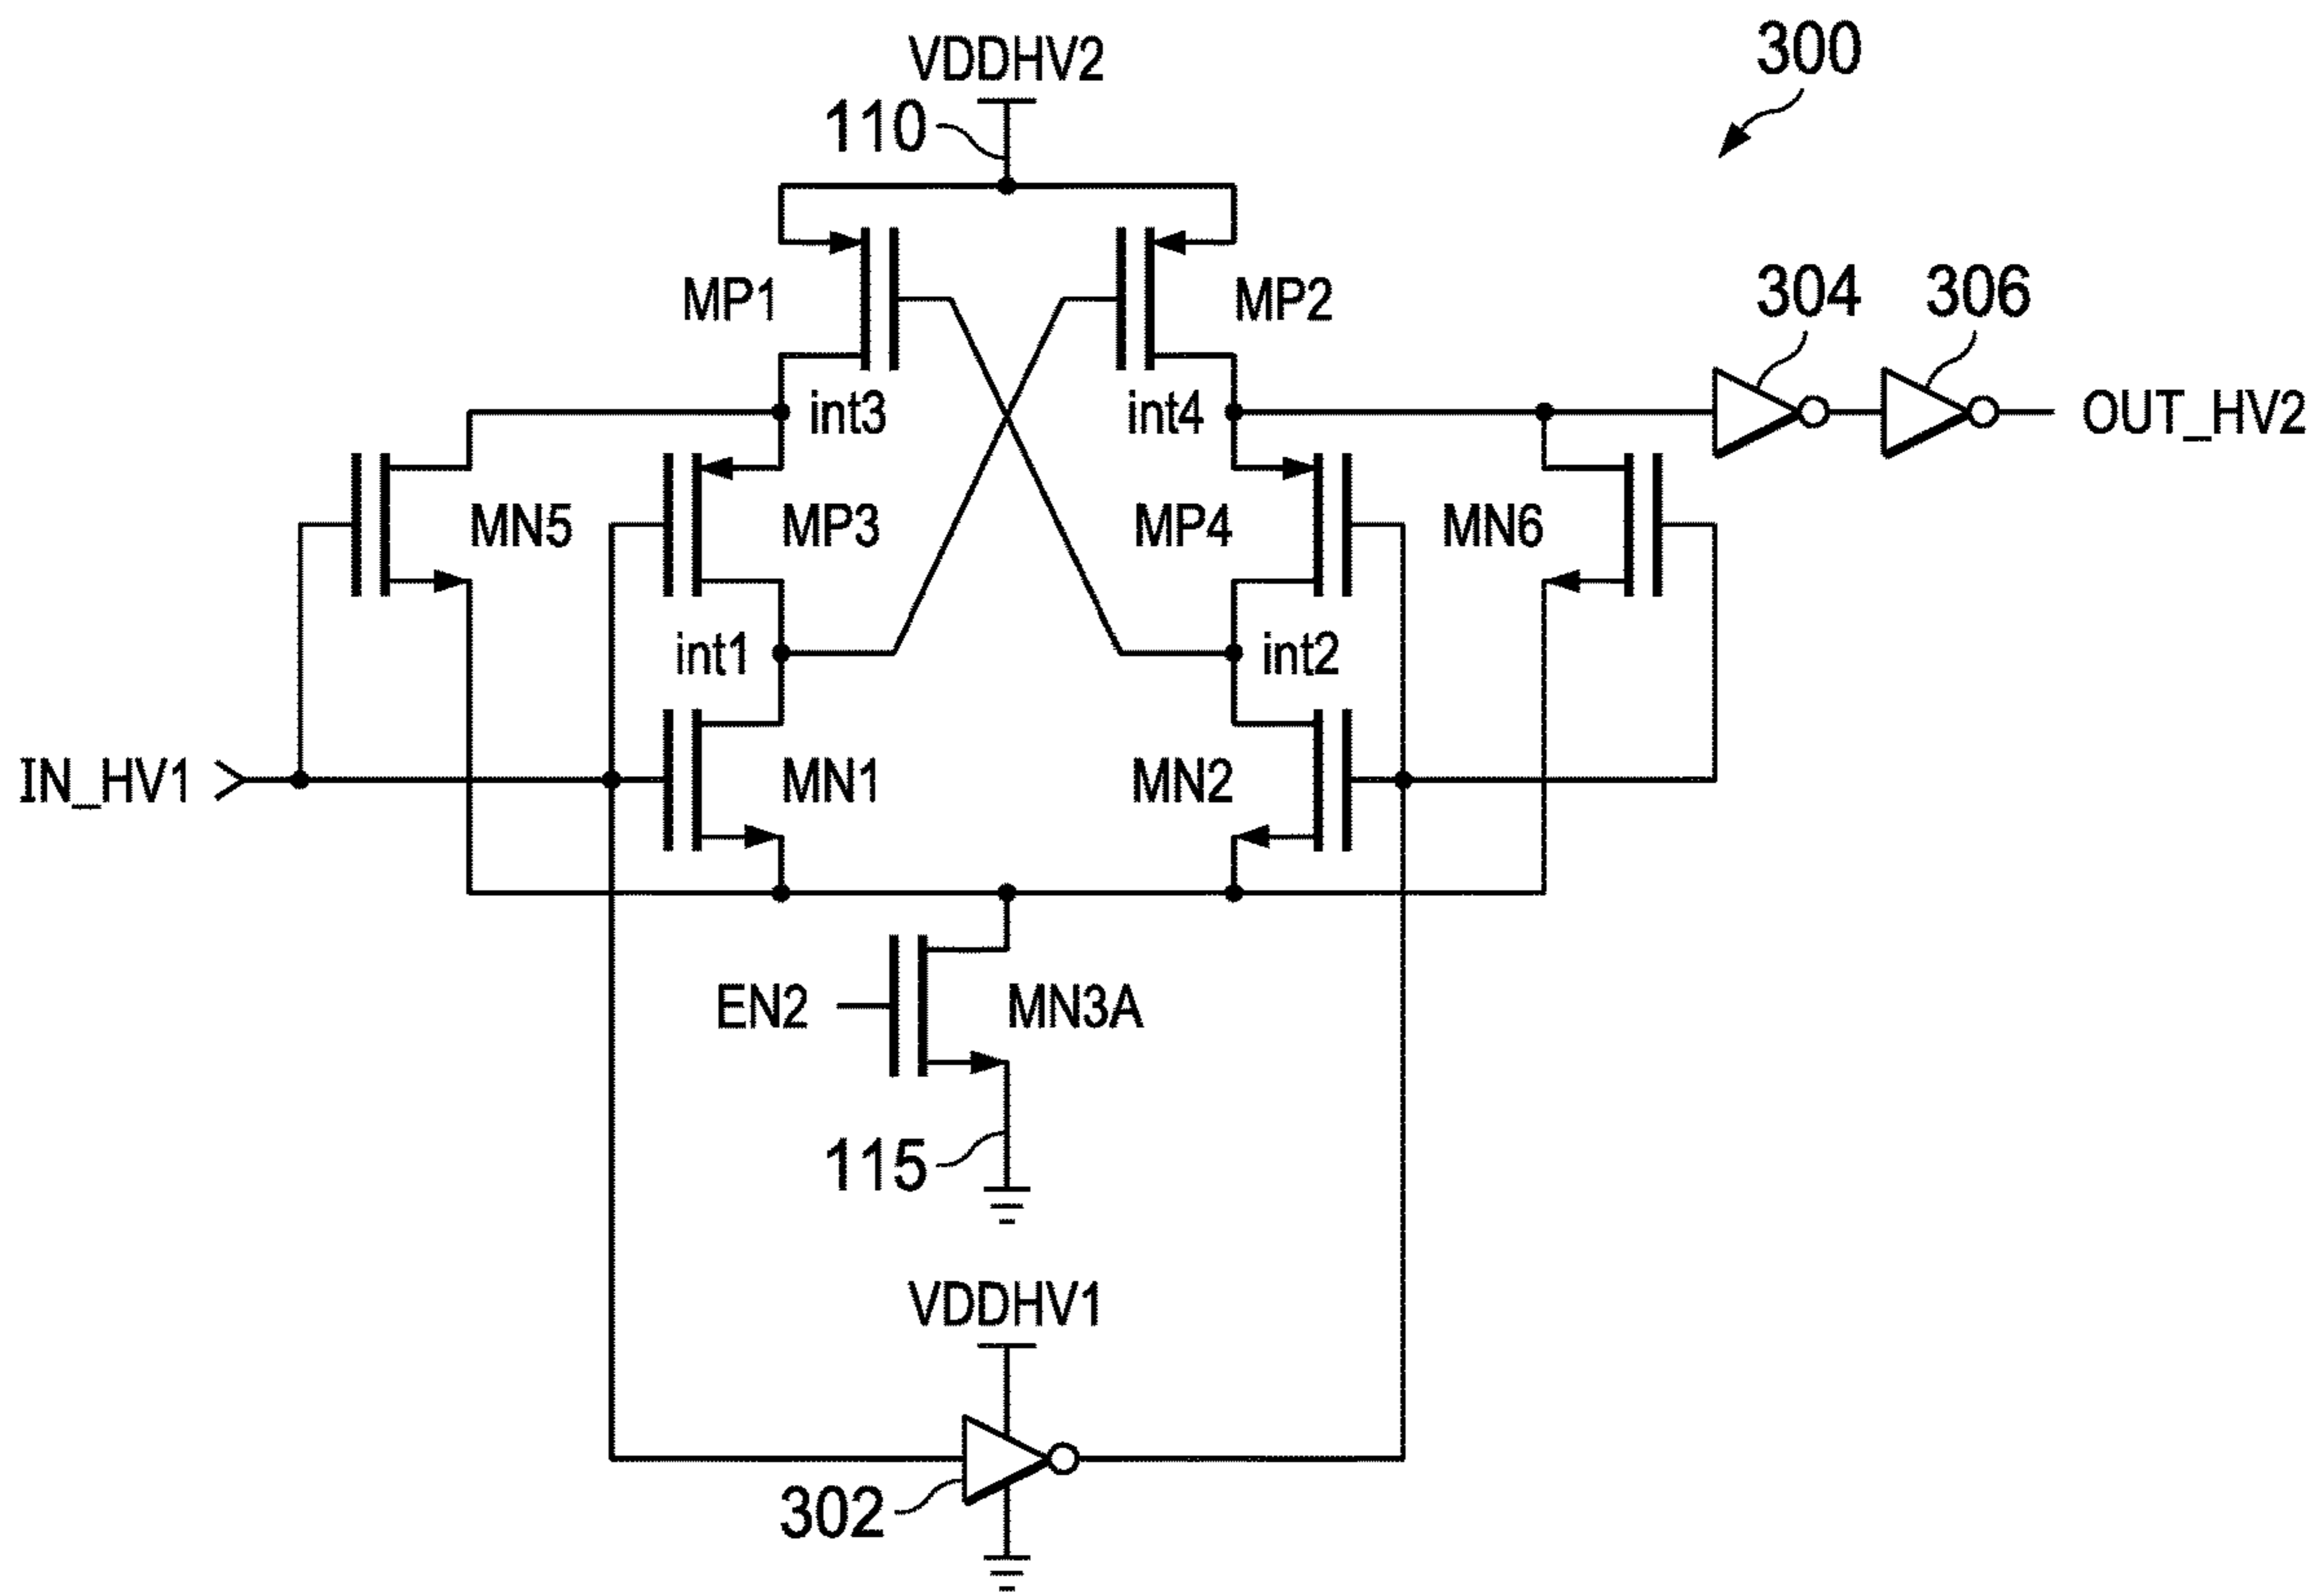 300
VDDHV2
110
MP1
MP2
304
306
int3
int4
OUT_HV2
MN5
MP3
MP4
MN6
int1
int2
IN_HV1
MN1
MN2
EN2
MN3A
115
VDDHV1
302